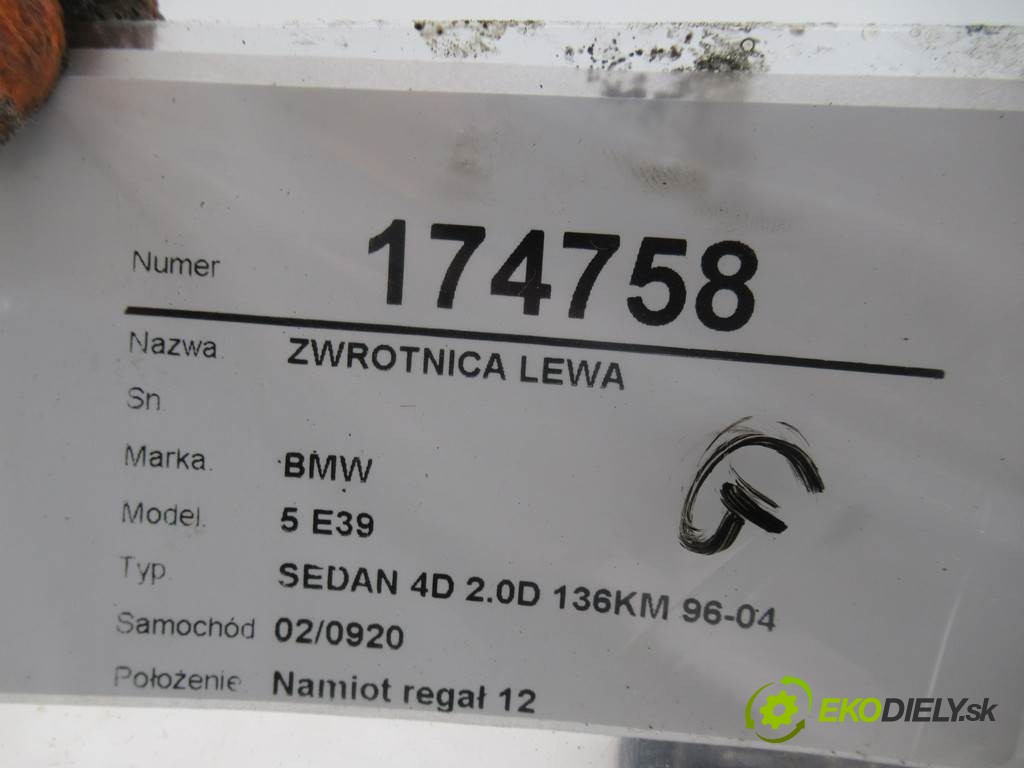 Numer 174758
Nazwa. ZWROTNICA LEWA
Sn.
Marka. BMW
Model. 5 E39
Typ. SEDAN 4D 2.0D 136KM 96-04
Samochód 02/0920
Położenie Namiot regał 12
EKODIELY.sk